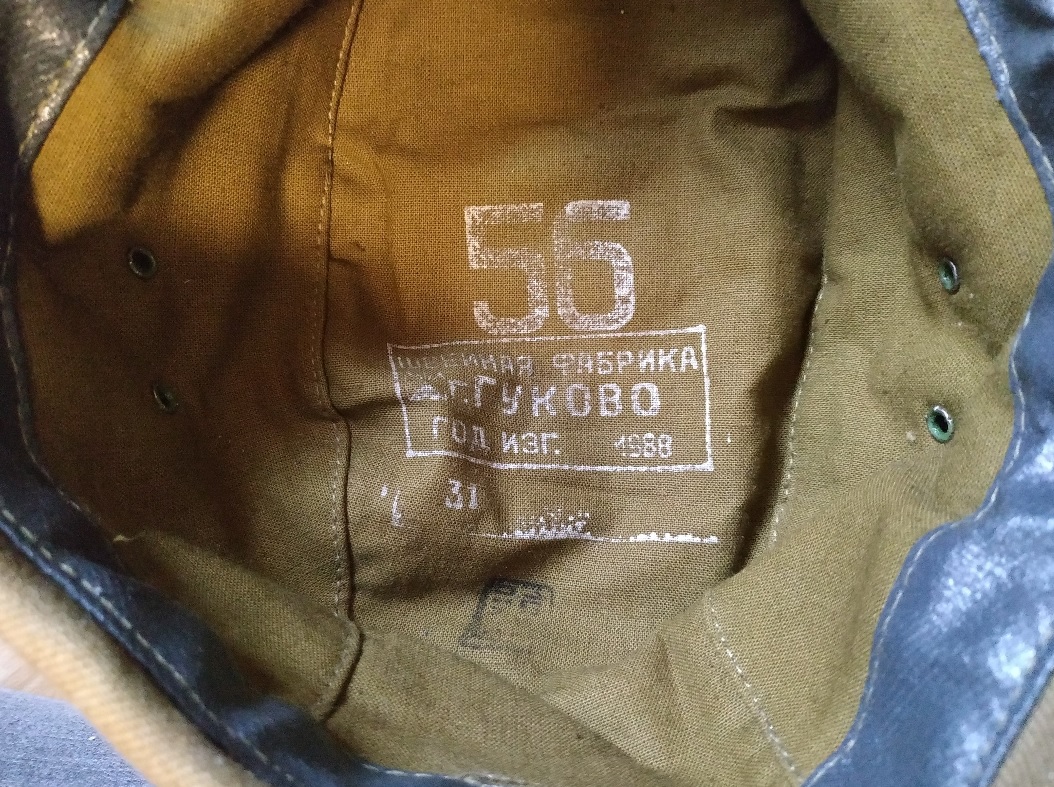 56
ШВЕЙНАЯ ФАБРИКА
г. ГУКОВО
ГОД ИЗГ. 1988
31